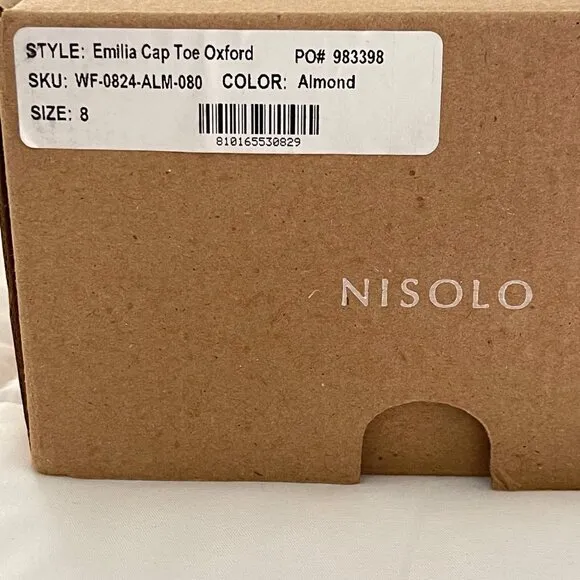 STYLE: Emilia Cap Toe Oxford PO# 983398
SKU: WF-0824-ALM-080 COLOR: Almond
SIZE: 8
810165530829
NISOLO